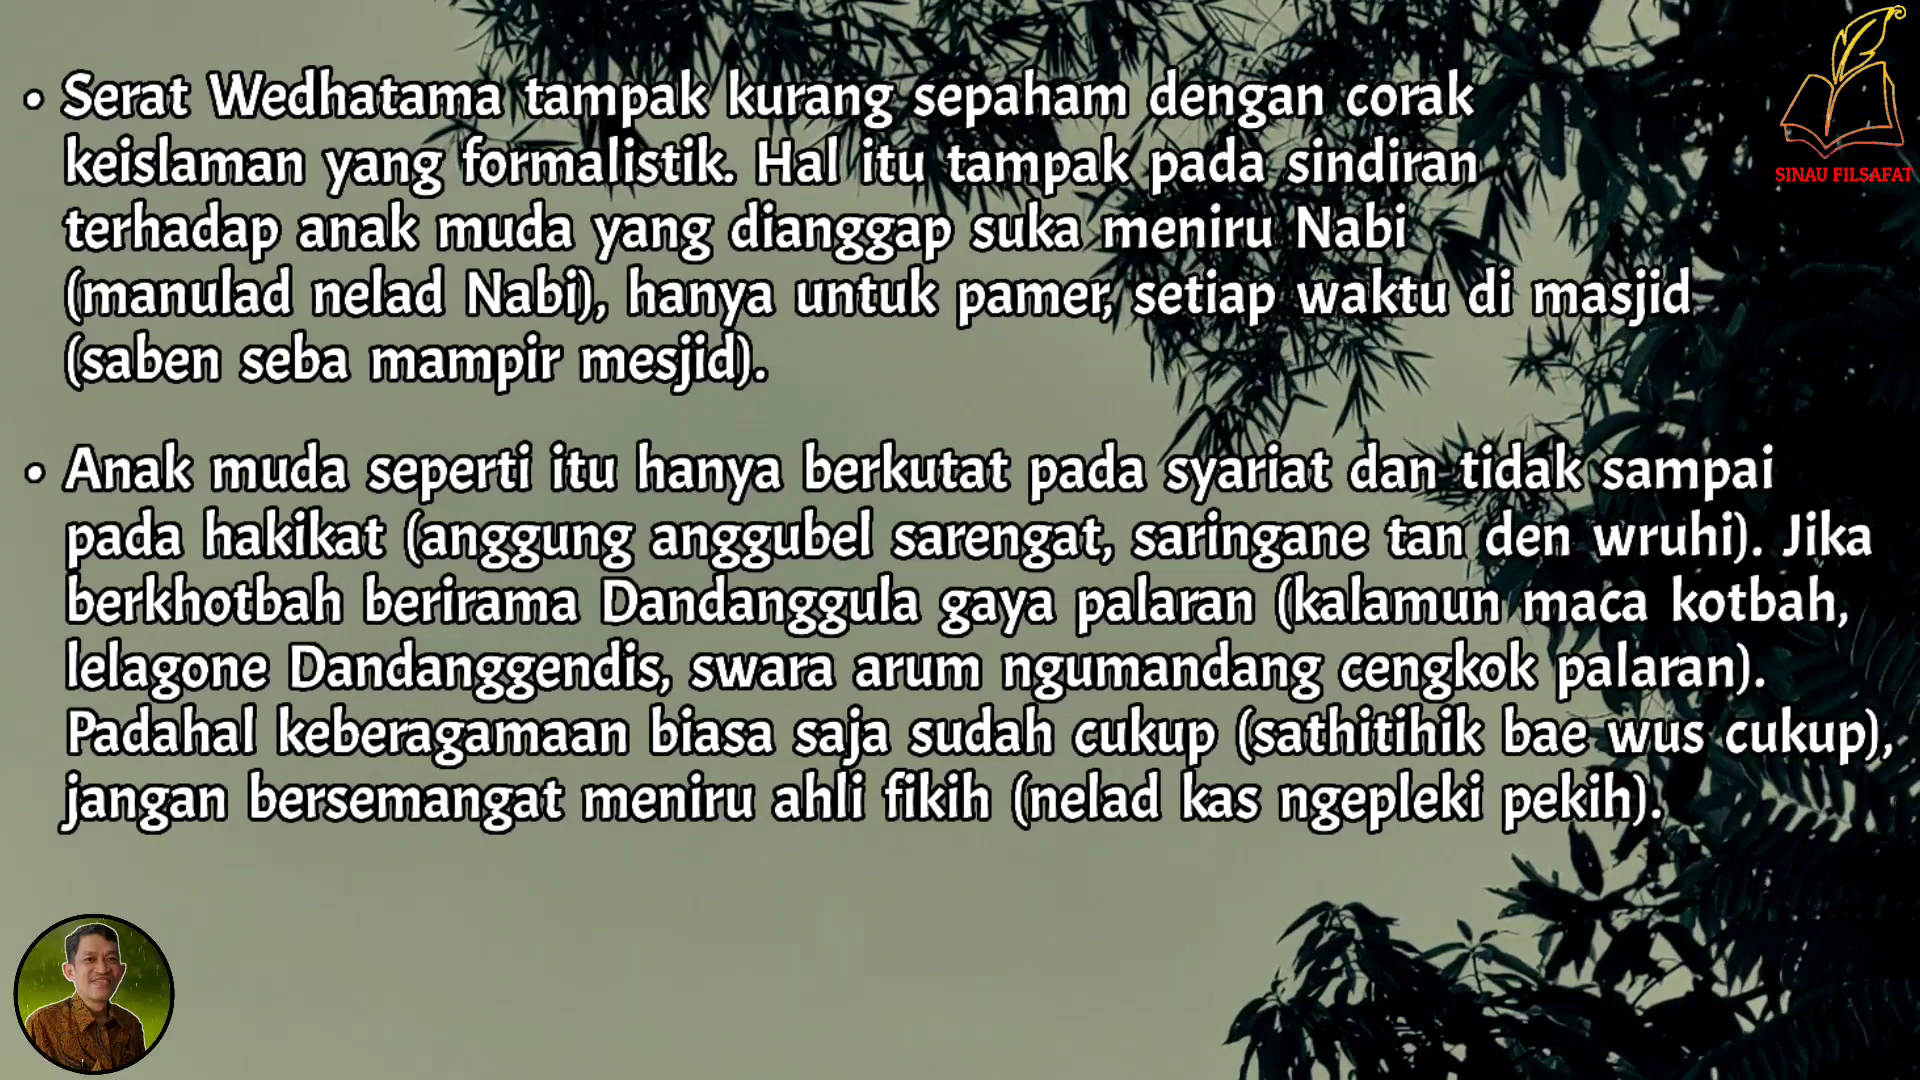 • Serat Wedhatama tampak kurang sepaham dengan corak
keislaman yang formalistik. Hal itu tampak pada sindiran
terhadap anak muda yang dianggap suka meniru Nabi
(manulad nelad Nabi), hanya untuk pamer, setiap waktu di masjid
(saben seba mampir mesjid).
• Anak muda seperti itu hanya berkutat pada syariat dan tidak sampai
pada hakikat (anggung anggubel sarengat, saringane tan den wruhi). Jika
berkhotbah berirama Dandanggula gaya palaran (kalamun maca kotbah,
lelagone Dandanggendis, swara arum ngumandang cengkok palaran).
Padahal keberagamaan biasa saja sudah cukup (sathitihik bae wus cukup),
jangan bersemangat meniru ahli fikih (nelad kas ngepleki pekih).
SINAU FILSAFAT